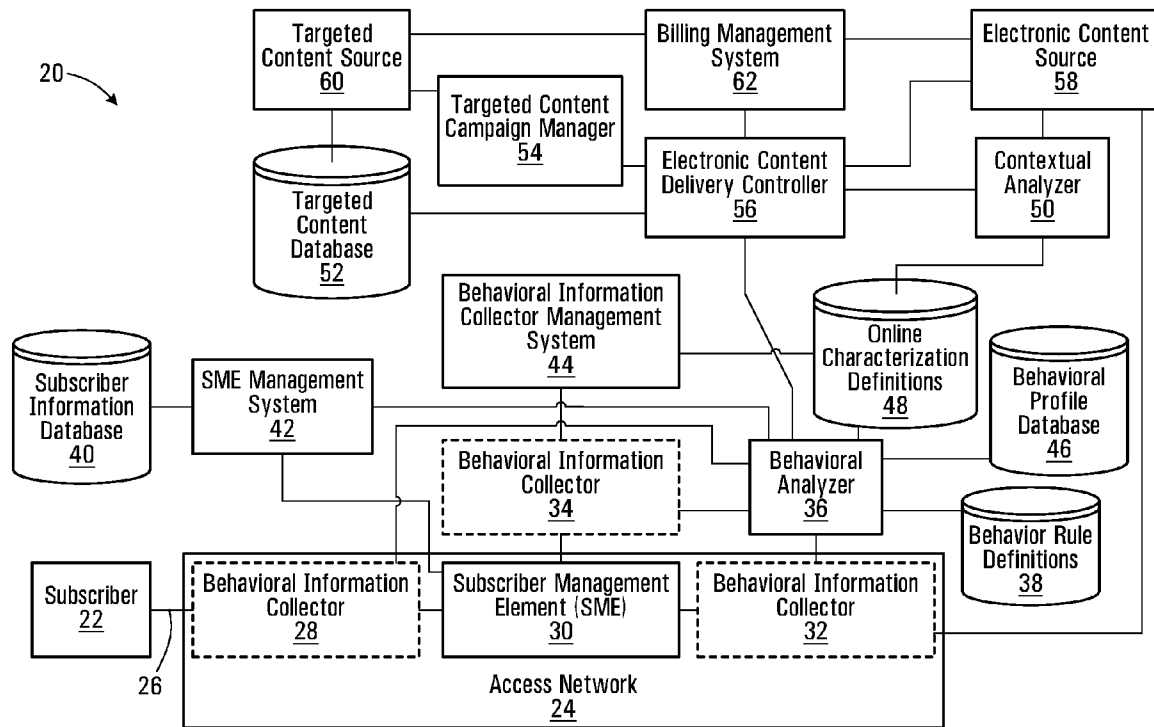 20
Targeted
Content Source
60
Billing Management
System
62
Electronic Content
Source
58
Targeted Content
Campaign Manager
54
Targeted
Content
Database
52
Electronic Content
Delivery Controller
56
Contextual
Analyzer
50
Behavioral Information
Collector Management
System
44
Online
Characterization
Definitions
48
Behavioral
Profile
Database
46
Subscriber
Information
Database
40
SME Management
System
42
Behavioral Information
Collector
34
Behavioral
Analyzer
36
Behavior Rule
Definitions
38
Subscriber
22
26
Behavioral Information
Collector
28
Subscriber Management
Element (SME)
30
Behavioral Information
Collector
32
Access Network
24